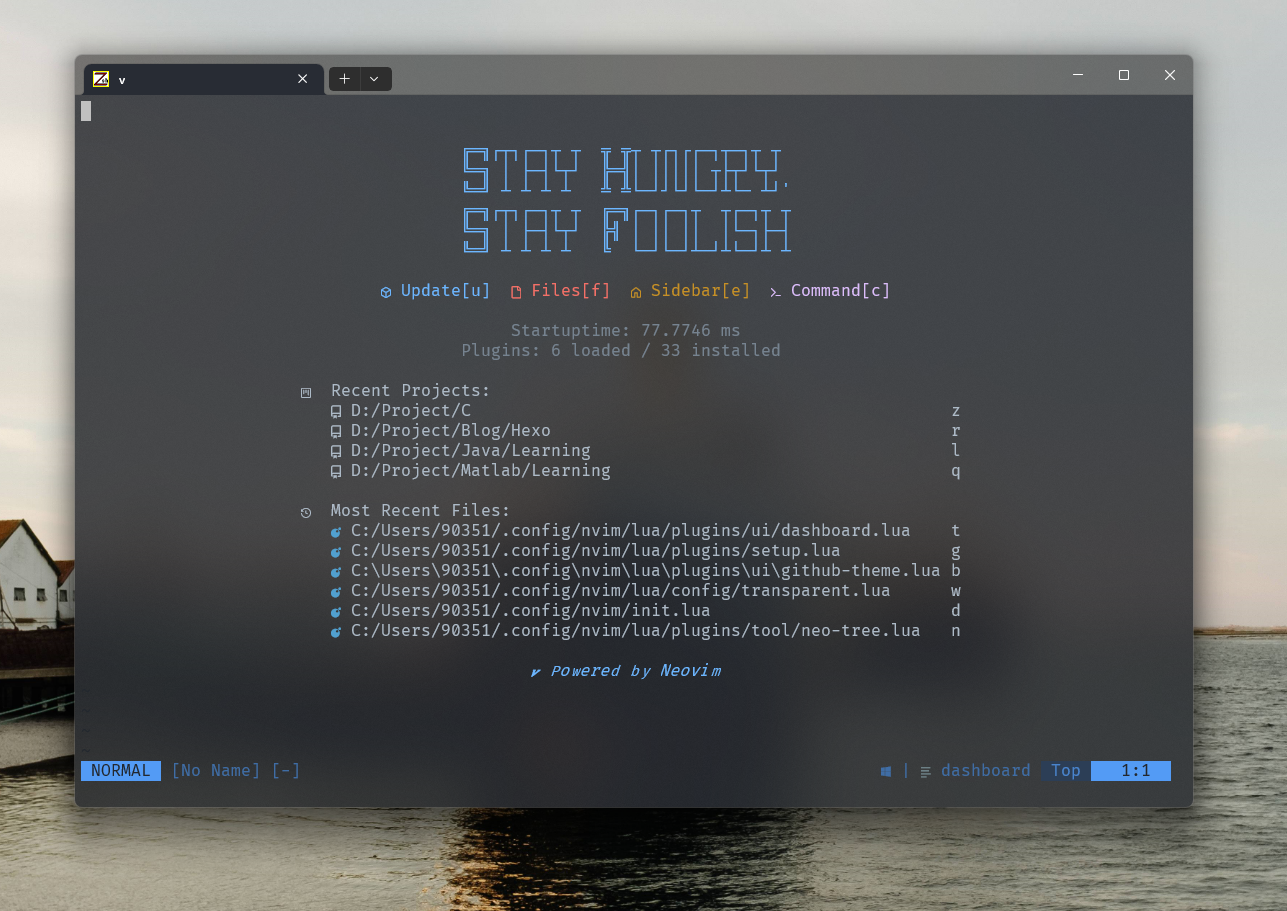 v
STAY HUNGRY.
STAY FOOLISH
Update[u] Files[f] Sidebar[e] Command[c]
Startuptime: 77.7746 ms
Plugins: 6 loaded / 33 installed
Recent Projects:
D:/Project/C z
D:/Project/Blog/Hexo r
D:/Project/Java/Learning l
D:/Project/Matlab/Learning q
Most Recent Files:
C:/Users/90351/.config/nvim/lua/plugins/ui/dashboard.lua t
C:/Users/90351/.config/nvim/lua/plugins/setup.lua g
C:\Users\90351\.config\nvim\lua\plugins\ui\github-theme.lua b
C:/Users/90351/.config/nvim/lua/config/transparent.lua w
C:/Users/90351/.config/nvim/init.lua d
C:/Users/90351/.config/nvim/lua/plugins/tool/neo-tree.lua n
Powered by Neovim
~
~
~
NORMAL [No Name] [-] | dashboard Top 1:1